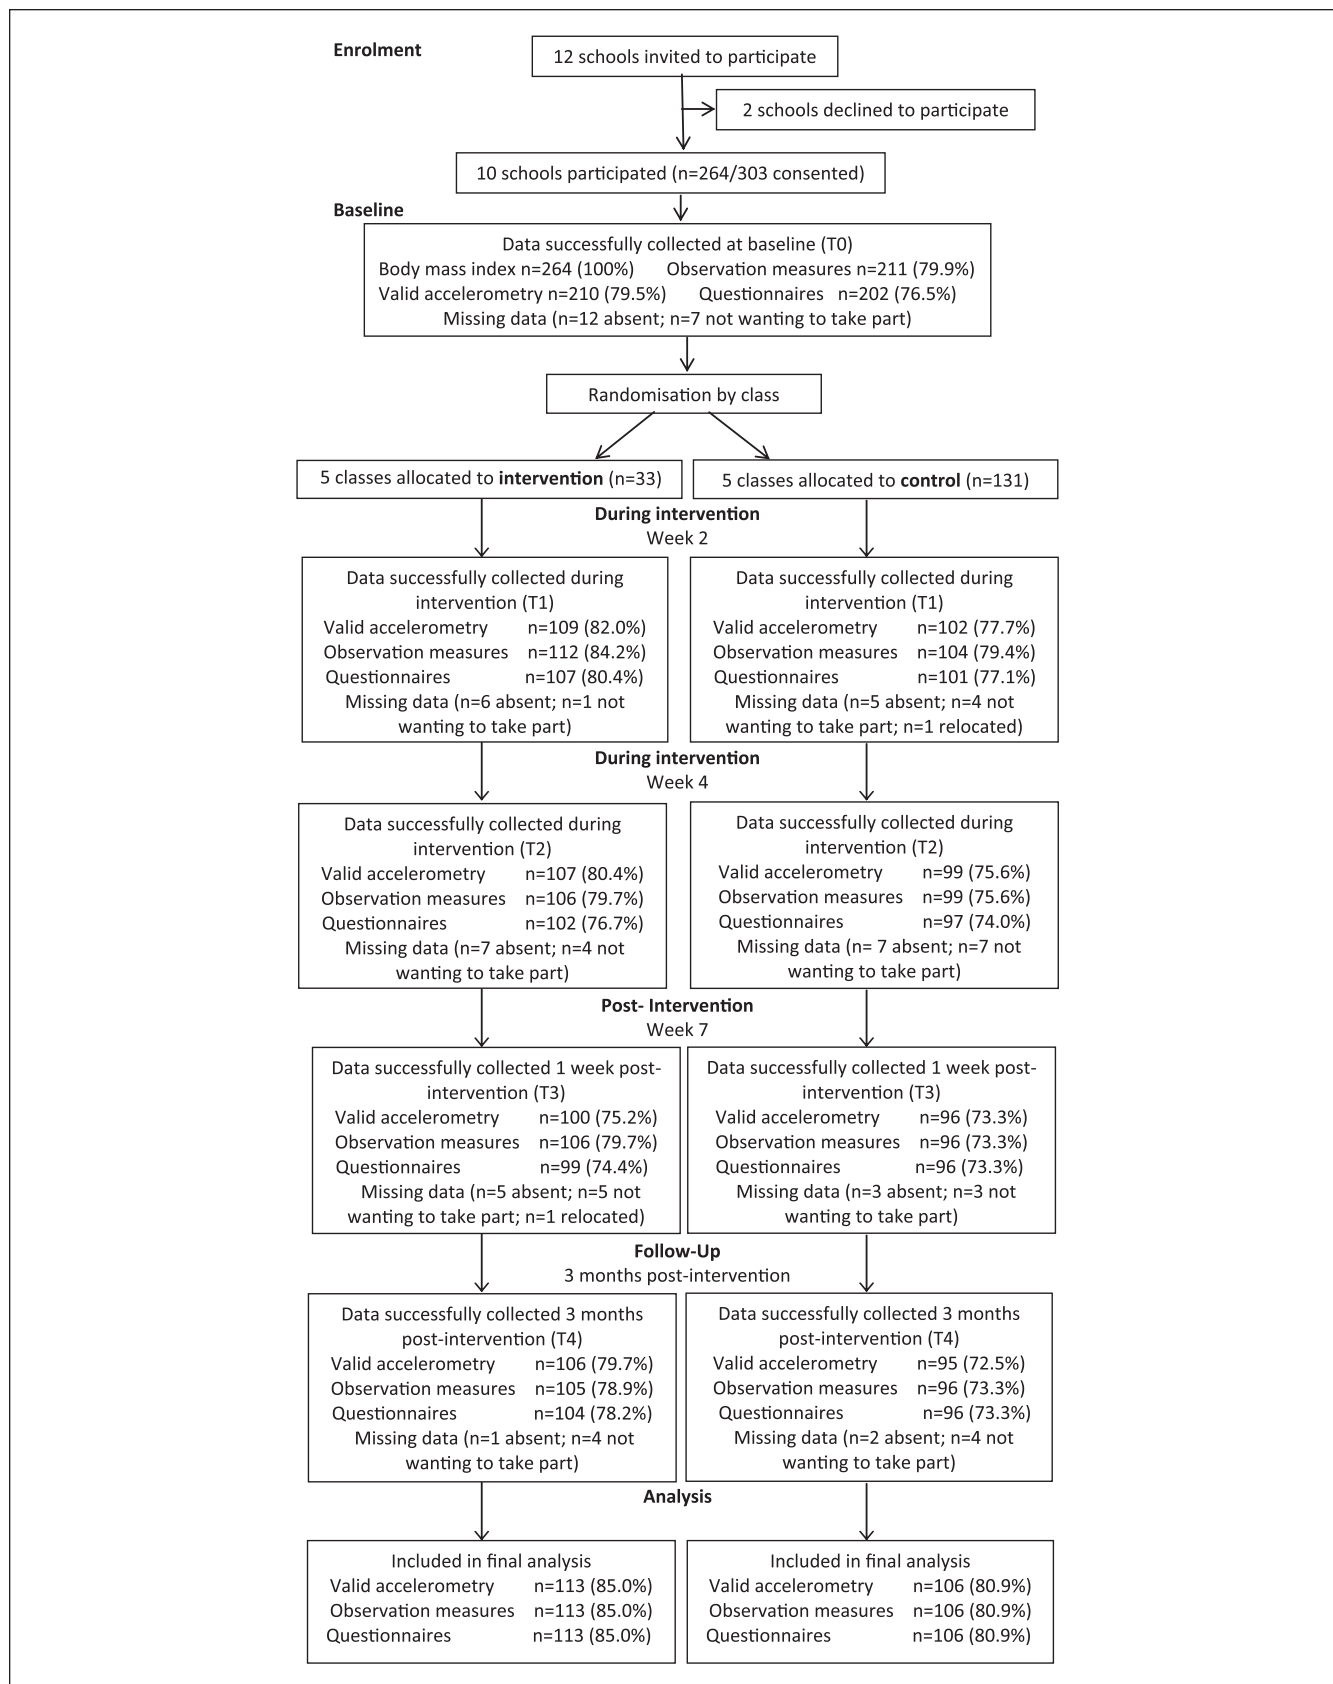 Enrolment
12 schools invited to participate
2 schools declined to participate
10 schools participated (n=264/303 consented)
Baseline
Data successfully collected at baseline (T0)
Body mass index n=264 (100%) Observation measures n=211 (79.9%)
Valid accelerometry n=210 (79.5%) Questionnaires n=202 (76.5%)
Missing data (n=12 absent; n=7 not wanting to take part)
Randomisation by class
5 classes allocated to intervention (n=33)
5 classes allocated to control (n=131)
During intervention
Week 2
Data successfully collected during
intervention (T1)
Valid accelerometry n=109 (82.0%)
Observation measures n=112 (84.2%)
Questionnaires n=107 (80.4%)
Missing data (n=6 absent; n=1 not
wanting to take part)
Data successfully collected during
intervention (T1)
Valid accelerometry n=102 (77.7%)
Observation measures n=104 (79.4%)
Questionnaires n=101 (77.1%)
Missing data (n=5 absent; n=4 not
wanting to take part; n=1 relocated)
During intervention
Week 4
Data successfully collected during
intervention (T2)
Valid accelerometry n=107 (80.4%)
Observation measures n=106 (79.7%)
Questionnaires n=102 (76.7%)
Missing data (n=7 absent; n=4 not
wanting to take part)
Data successfully collected during
intervention (T2)
Valid accelerometry n=99 (75.6%)
Observation measures n=99 (75.6%)
Questionnaires n=97 (74.0%)
Missing data (n= 7 absent; n=7 not
wanting to take part)
Post- Intervention
Week 7
Data successfully collected 1 week post-
intervention (T3)
Valid accelerometry n=100 (75.2%)
Observation measures n=106 (79.7%)
Questionnaires n=99 (74.4%)
Missing data (n=5 absent; n=5 not
wanting to take part; n=1 relocated)
Data successfully collected 1 week post-
intervention (T3)
Valid accelerometry n=96 (73.3%)
Observation measures n=96 (73.3%)
Questionnaires n=96 (73.3%)
Missing data (n=3 absent; n=3 not
wanting to take part)
Follow-Up
3 months post-intervention
Data successfully collected 3 months
post-intervention (T4)
Valid accelerometry n=106 (79.7%)
Observation measures n=105 (78.9%)
Questionnaires n=104 (78.2%)
Missing data (n=1 absent; n=4 not
wanting to take part)
Data successfully collected 3 months
post-intervention (T4)
Valid accelerometry n=95 (72.5%)
Observation measures n=96 (73.3%)
Questionnaires n=96 (73.3%)
Missing data (n=2 absent; n=4 not
wanting to take part)
Analysis
Included in final analysis
Valid accelerometry n=113 (85.0%)
Observation measures n=113 (85.0%)
Questionnaires n=113 (85.0%)
Included in final analysis
Valid accelerometry n=106 (80.9%)
Observation measures n=106 (80.9%)
Questionnaires n=106 (80.9%)